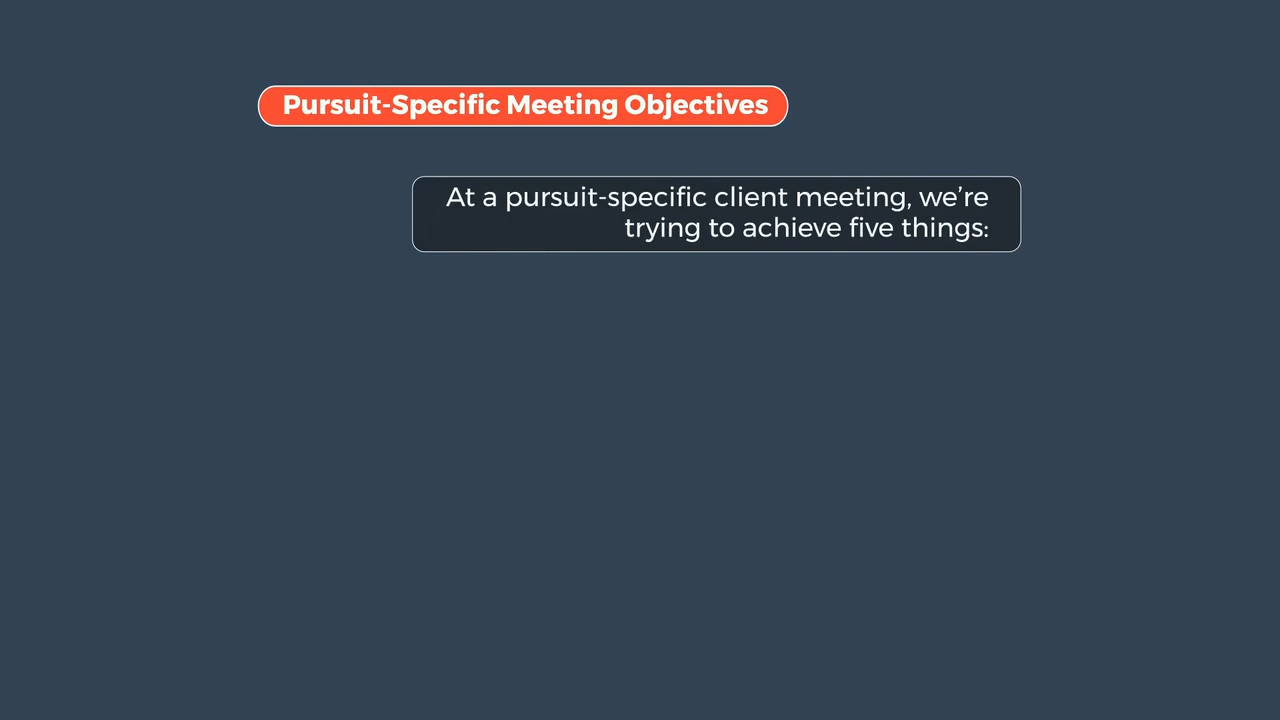 Pursuit-Specific Meeting Objectives
At a pursuit-specific client meeting, we’re
trying to achieve five things: